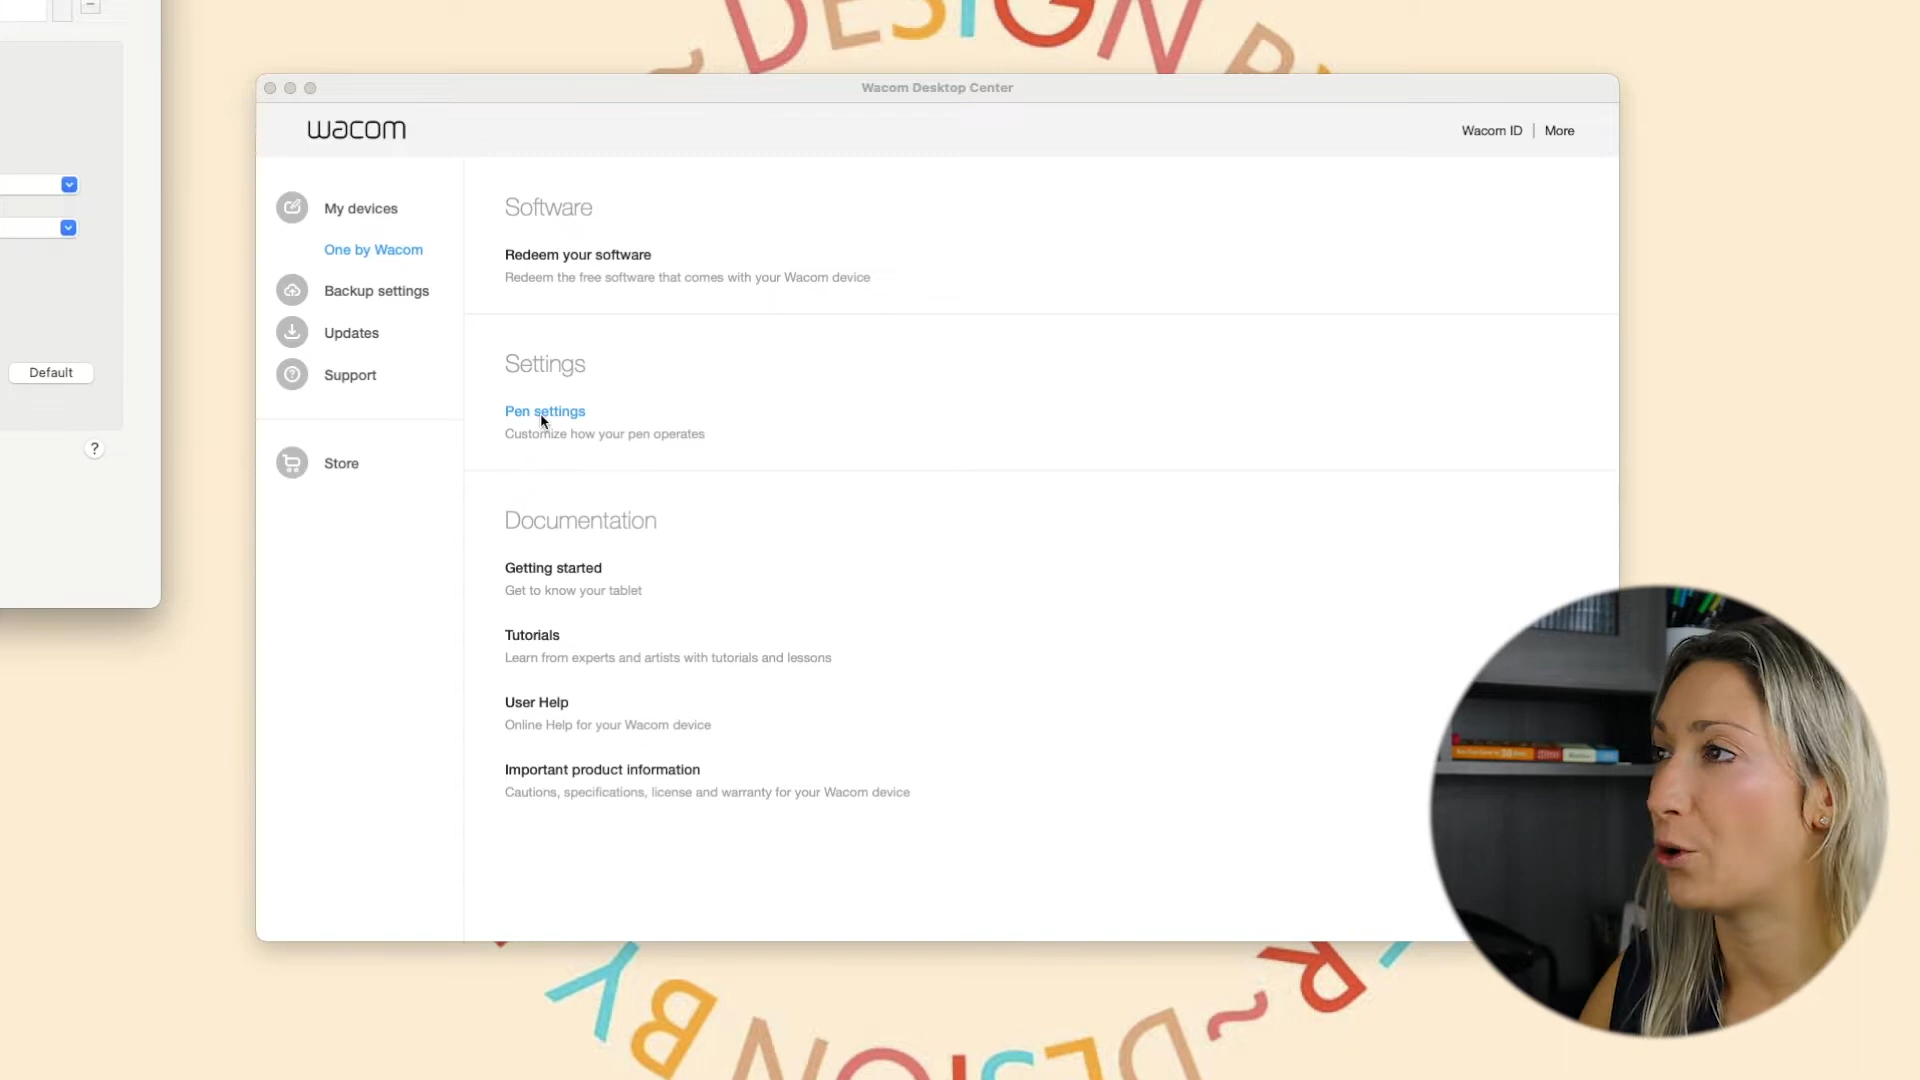 DESIGN
Wacom Desktop Center
wacom
Wacom ID | More
My devices
One by Wacom
Backup settings
Updates
Support
Store
Software
Redeem your software
Redeem the free software that comes with your Wacom device
Settings
Pen settings
Customize how your pen operates
Documentation
Getting started
Get to know your tablet
Tutorials
Learn from experts and artists with tutorials and lessons
User Help
Online Help for your Wacom device
Important product information
Cautions, specifications, license and warranty for your Wacom device
Default
?
BY
DESIGN